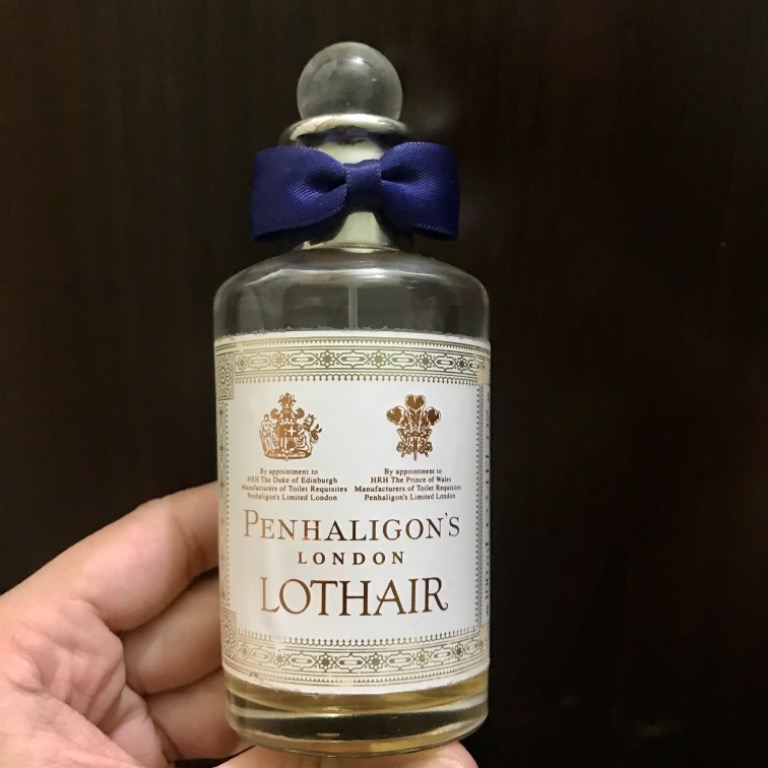 By appointment to
HRH The Duke of Edinburgh
Manufacturers of Toilet Requisites
Penhaligon's Limited London
By appointment to
HRH The Prince of Wales
Manufacturers of Toilet Requisites
Penhaligon's Limited London
PENHALIGON'S
LONDON
LOTHAIR